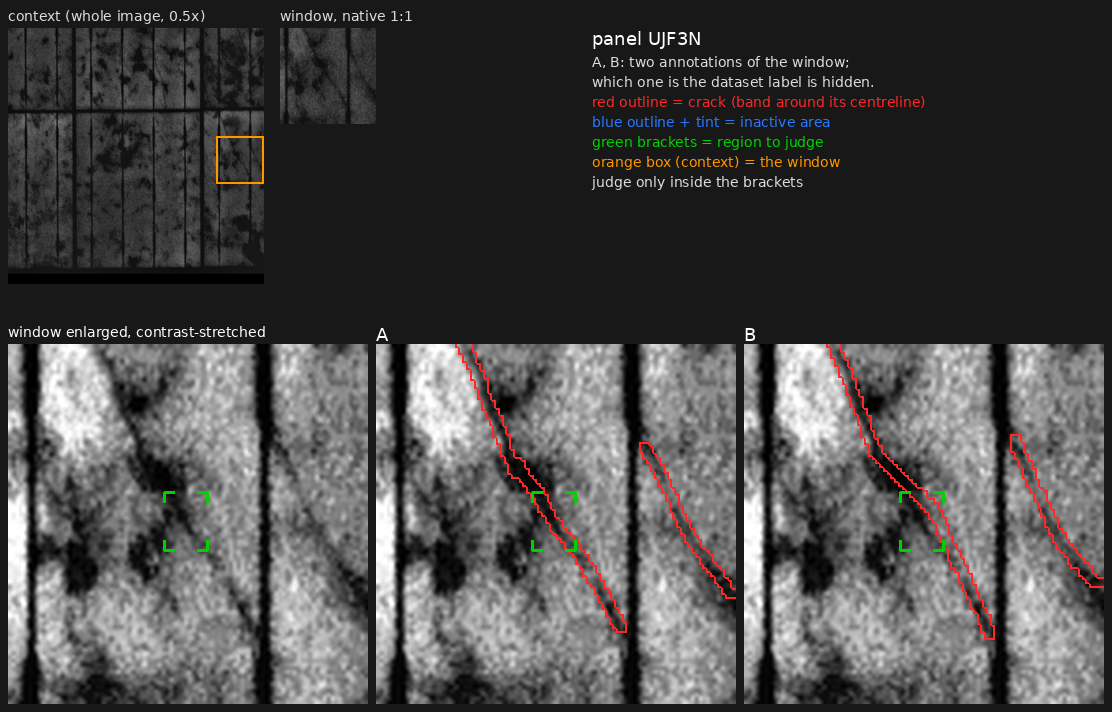 context (whole image, 0.5x)
window, native 1:1
panel UJF3N
A, B: two annotations of the window;
which one is the dataset label is hidden.
red outline = crack (band around its centreline)
blue outline + tint = inactive area
green brackets = region to judge
orange box (context) = the window
judge only inside the brackets
window enlarged, contrast-stretched
A
B